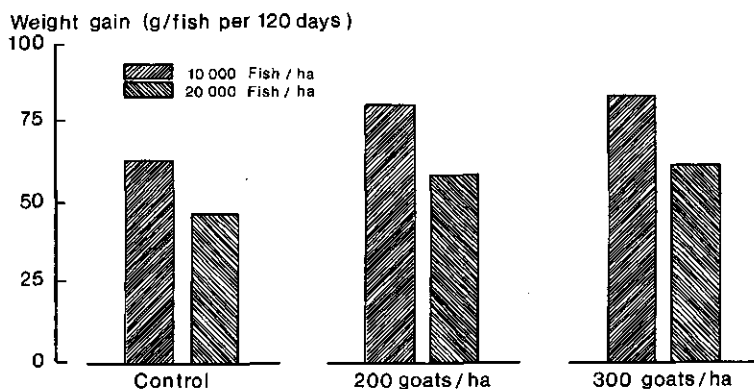 Weight gain (g/fish per 120 days)
100
75
50
25
0
10 000 Fish / ha
20 000 Fish / ha
Control
200 goats / ha
300 goats / ha